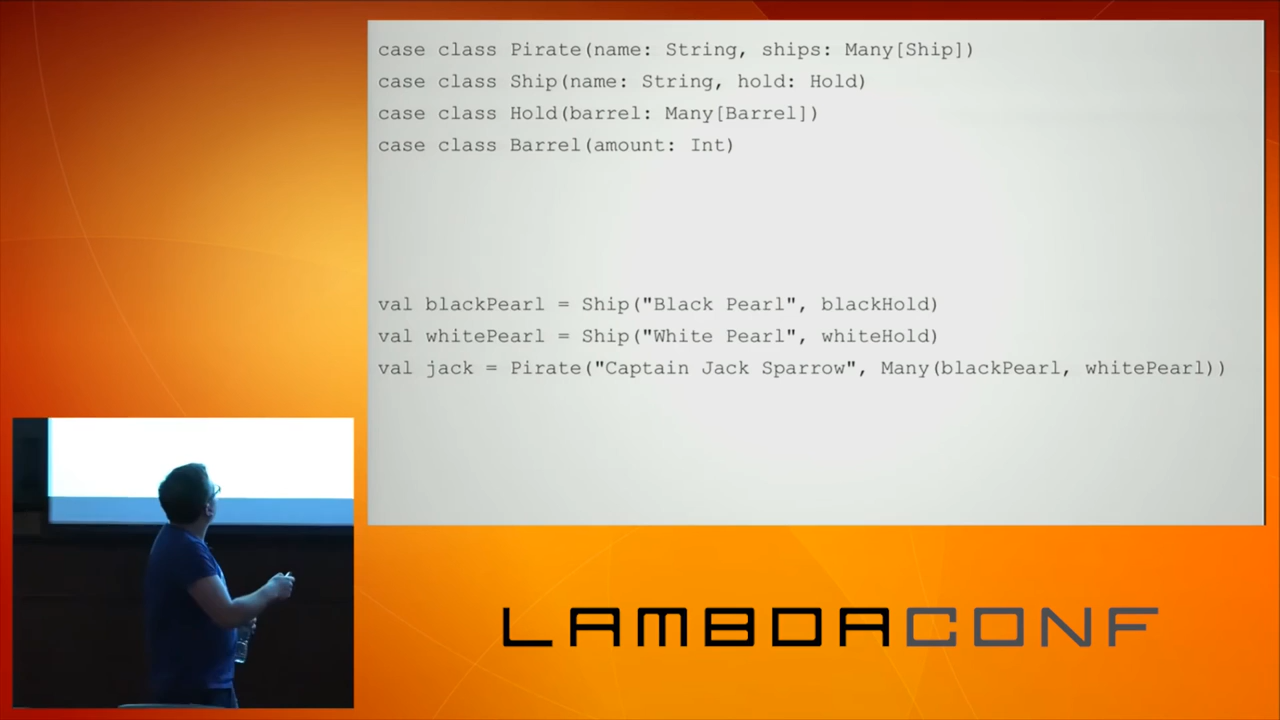 case class Pirate(name: String, ships: Many[Ship])
case class Ship(name: String, hold: Hold)
case class Hold(barrel: Many[Barrel])
case class Barrel(amount: Int)
val blackPearl = Ship("Black Pearl", blackHold)
val whitePearl = Ship("White Pearl", whiteHold)
val jack = Pirate("Captain Jack Sparrow", Many(blackPearl, whitePearl))
LAMBDACONF